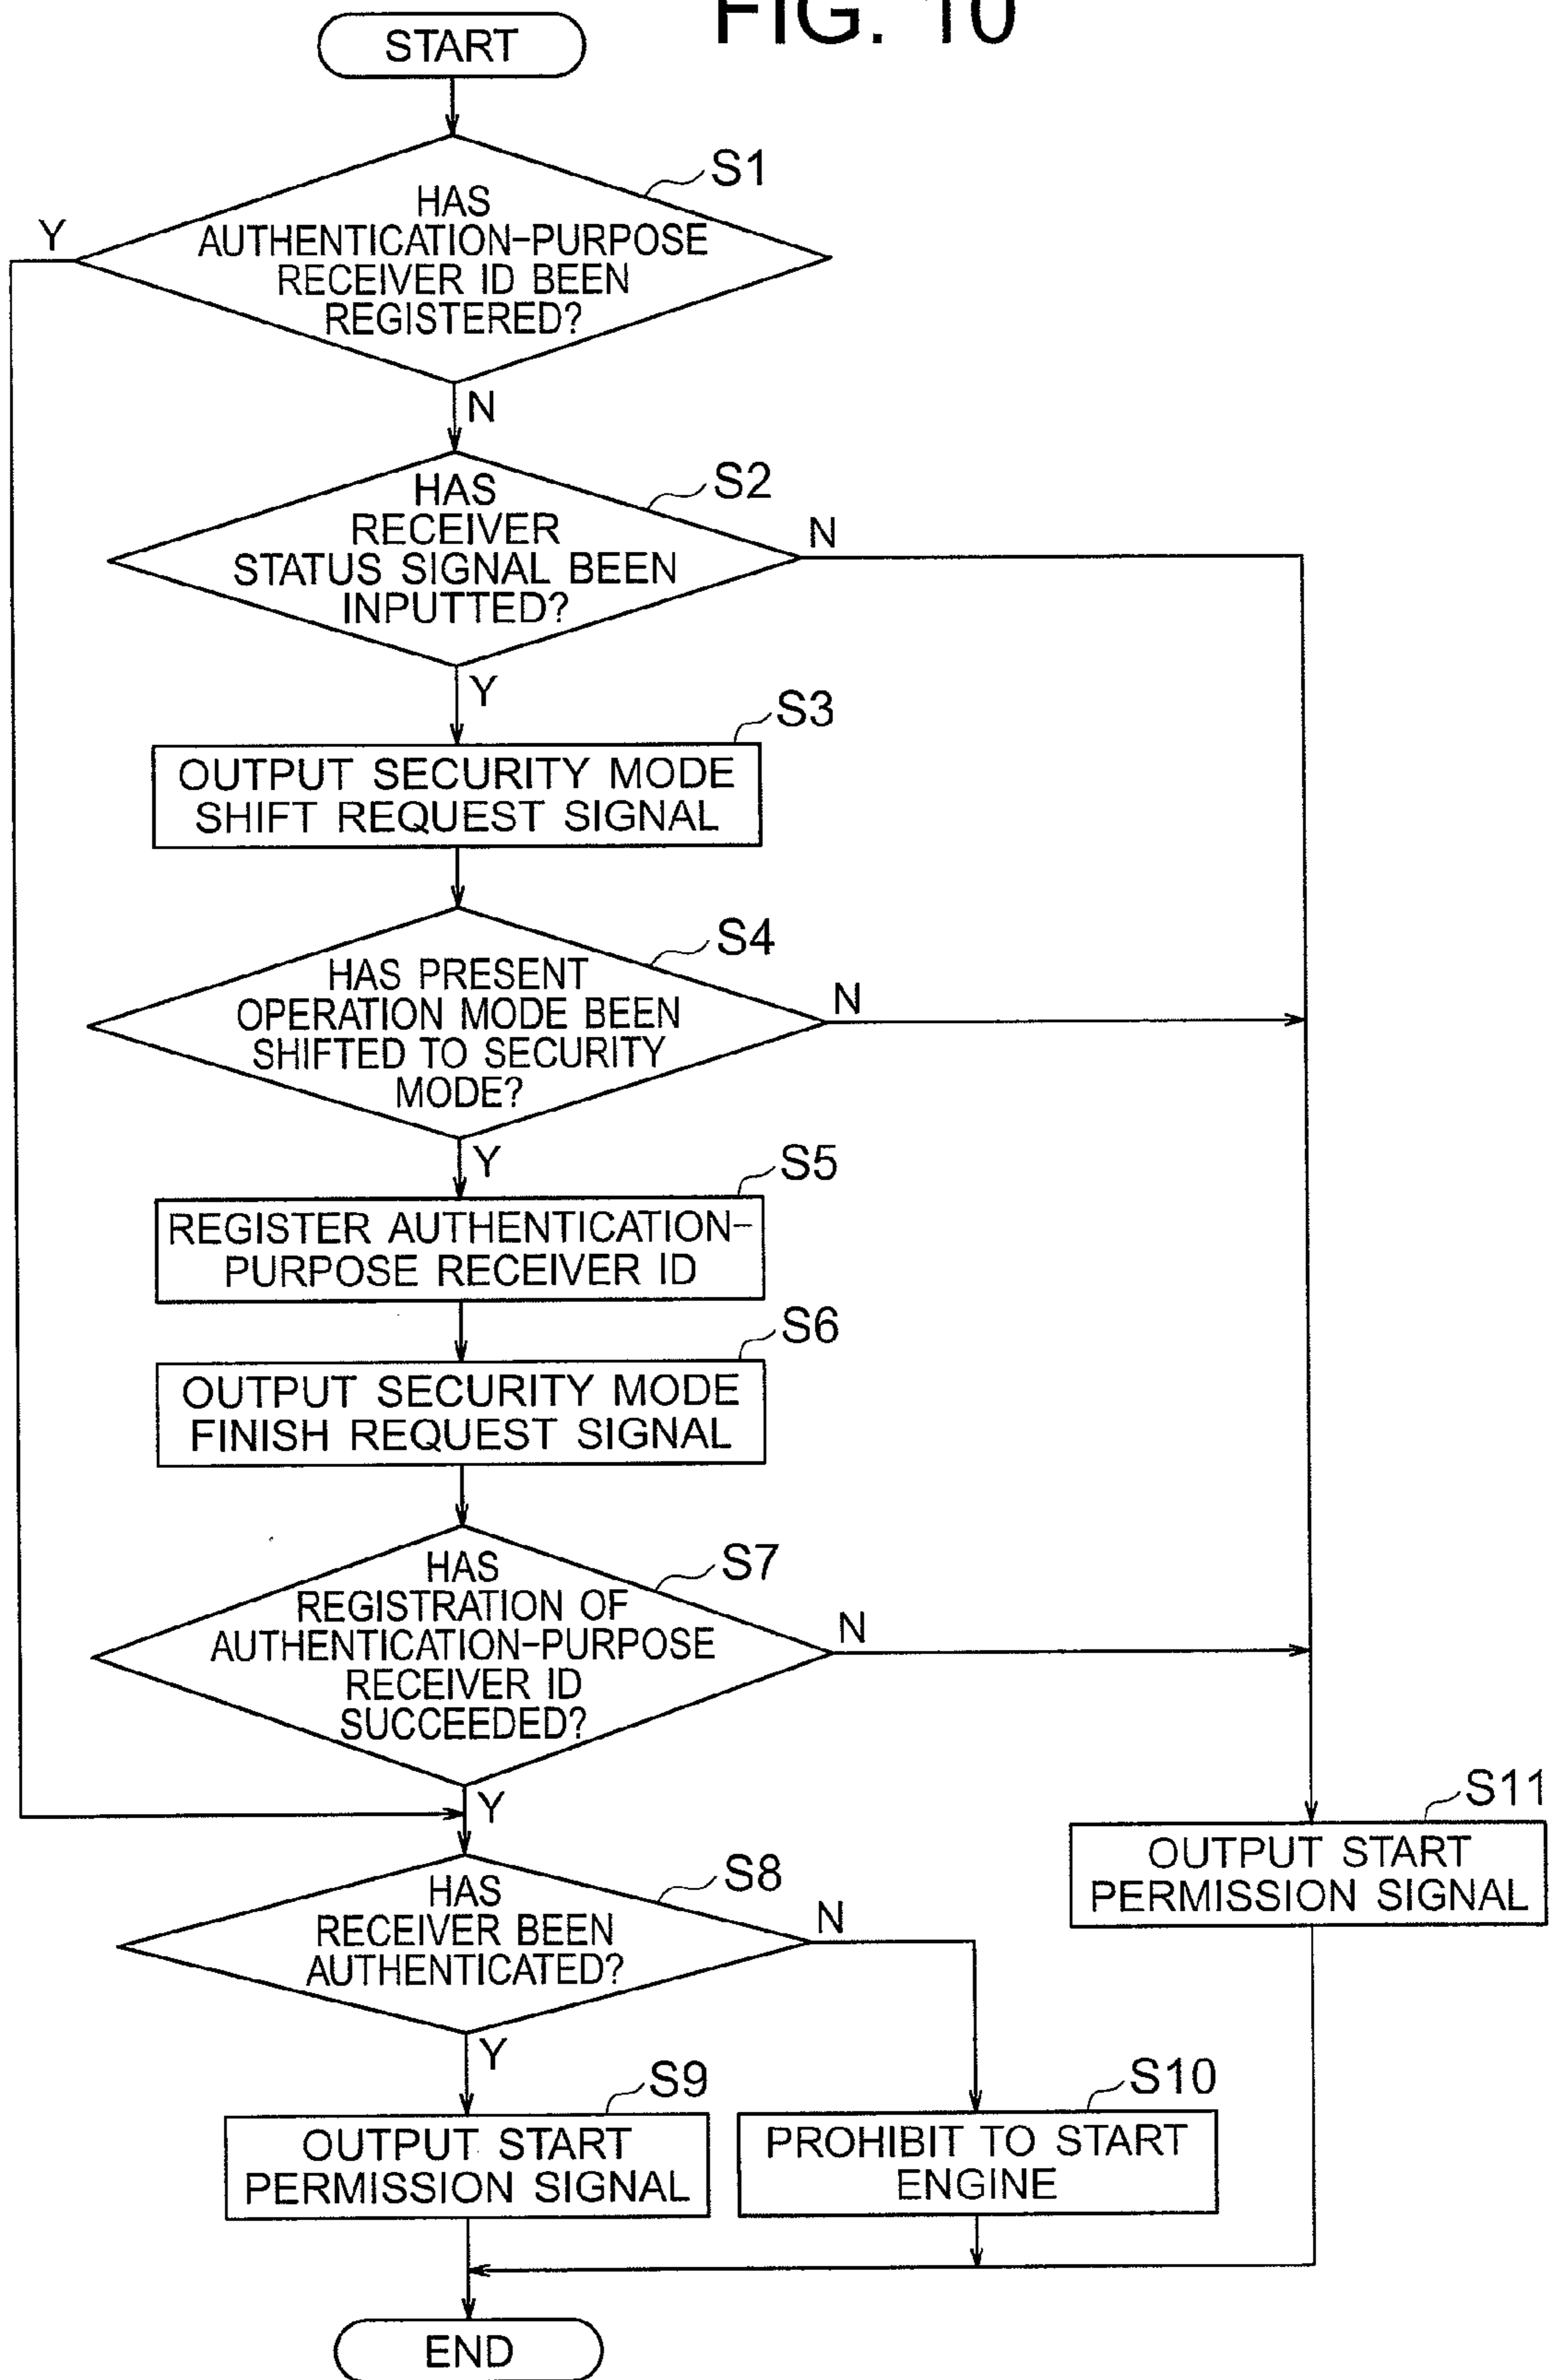 FIG. 10
START
S1
HAS
AUTHENTICATION-PURPOSE
RECEIVER ID BEEN
REGISTERED?
Y
N
S2
HAS
RECEIVER
STATUS SIGNAL BEEN
INPUTTED?
N
Y
S3
OUTPUT SECURITY MODE
SHIFT REQUEST SIGNAL
S4
HAS PRESENT
OPERATION MODE BEEN
SHIFTED TO SECURITY
MODE?
N
Y
S5
REGISTER AUTHENTICATION-
PURPOSE RECEIVER ID
S6
OUTPUT SECURITY MODE
FINISH REQUEST SIGNAL
S7
HAS
REGISTRATION OF
AUTHENTICATION-PURPOSE
RECEIVER ID
SUCCEEDED?
N
Y
S11
OUTPUT START
PERMISSION SIGNAL
S8
HAS
RECEIVER BEEN
AUTHENTICATED?
N
Y
S9
OUTPUT START
PERMISSION SIGNAL
S10
PROHIBIT TO START
ENGINE
END